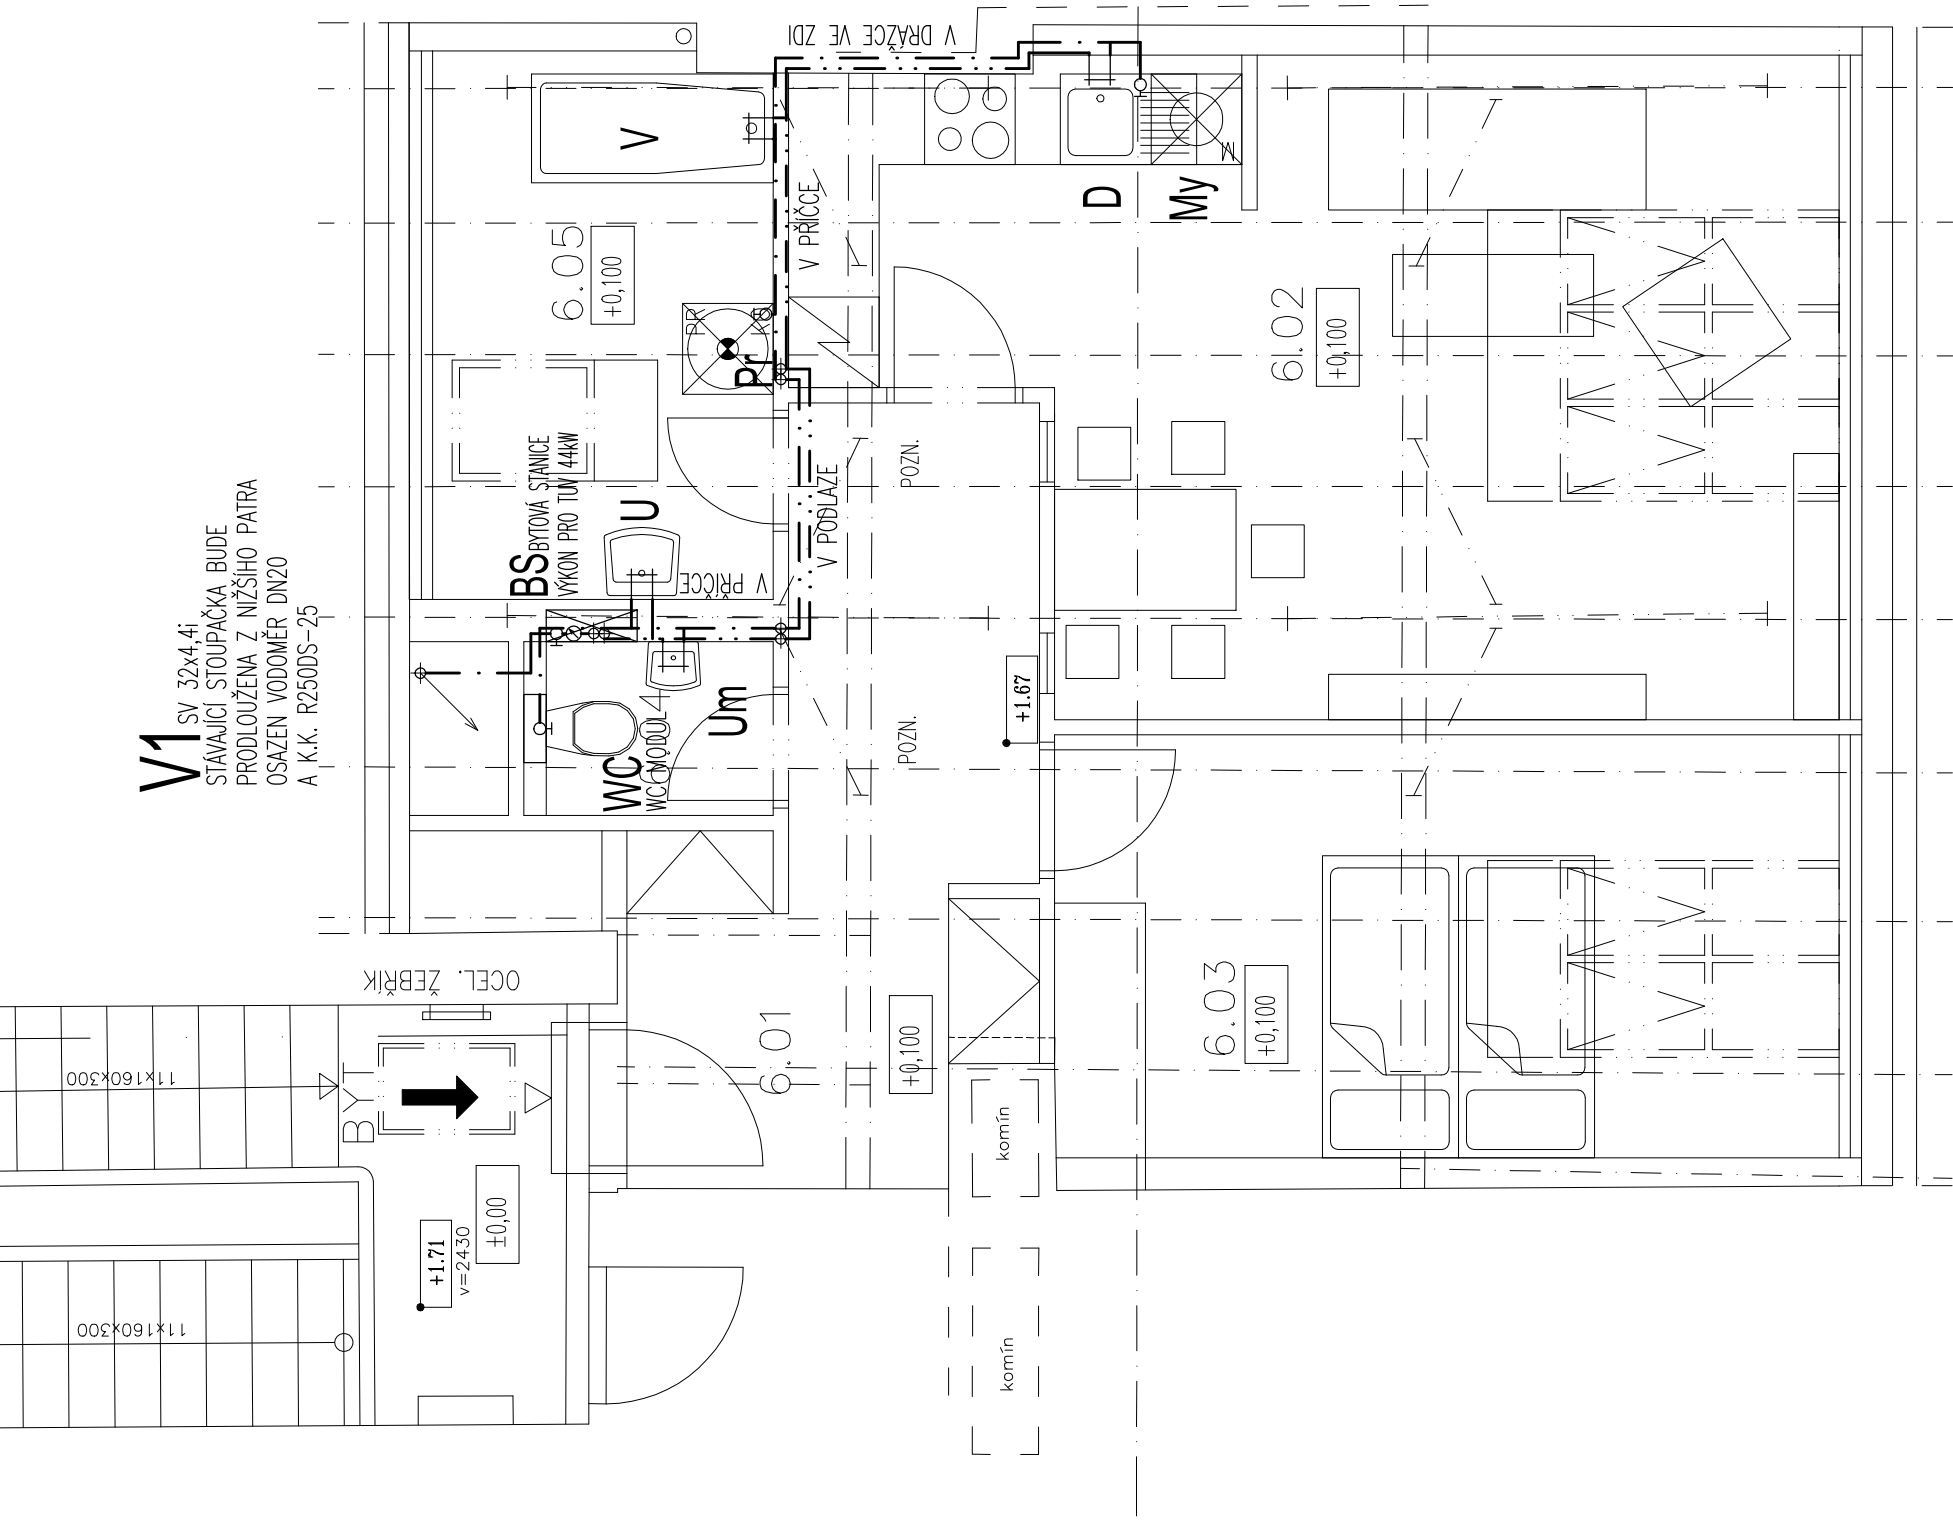 V1 SV 32x4,4i
STÁVAJÍCÍ STOUPAČKA BUDE
PRODLOUŽENA Z NIŽŠÍHO PATRA
OSAZEN VODOMĚR DN20
A K.K. R250DS-25
V DRÁŽCE VE ZDI
V
6.05
+0,100
V PŘÍČCE
Pr
BS
BYTOVÁ STANICE
VÝKON PRO TUV 44kW
U
V PŘÍČCE
V PODLAZE
POZN.
D
My
M
6.02
+0,100
WC
WC MODUL
Um
POZN.
+1.67
OCEL. ŽEBŘÍK
11x160x300
BYT
6.01
+0,100
6.03
+0,100
komín
±0,00
+1.71
v=2430
11x160x300
komín